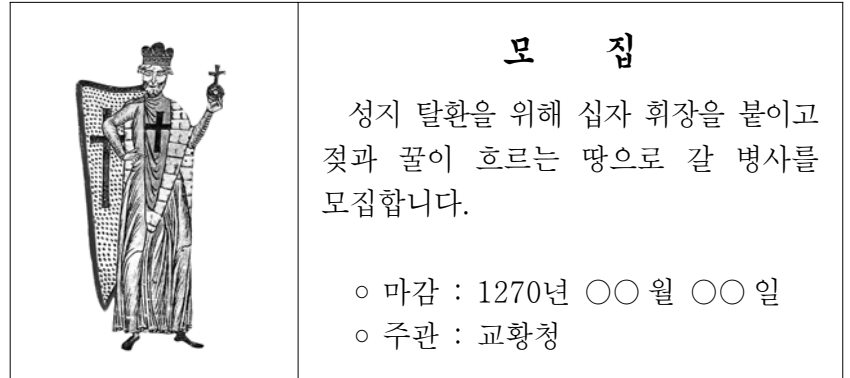 모 집
성지 탈환을 위해 십자 휘장을 붙이고
젖과 꿀이 흐르는 땅으로 갈 병사를
모집합니다.
◦ 마감 : 1270년 ○○ 월 ○○ 일
◦ 주관 : 교황청